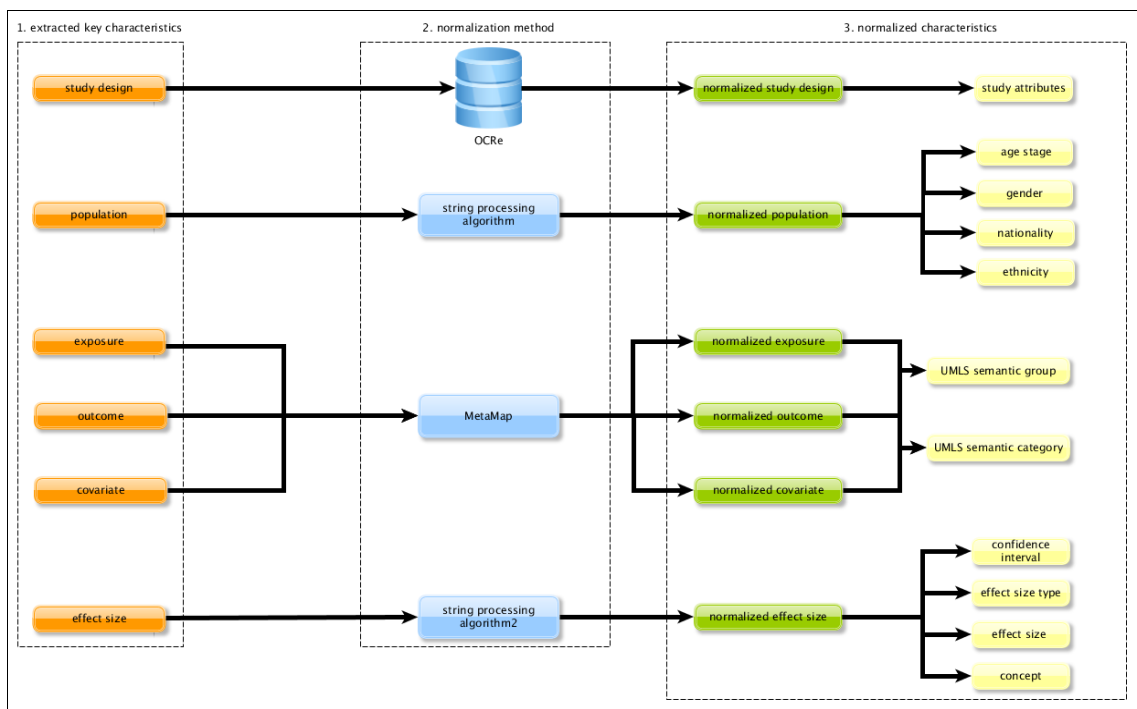 1. extracted key characteristics
2. normalization method
3. normalized characteristics
study design
OCRe
normalized study design
study attributes
population
string processing
algorithm
normalized population
age stage
gender
nationality
ethnicity
exposure
outcome
covariate
MetaMap
normalized exposure
normalized outcome
normalized covariate
UMLS semantic group
UMLS semantic category
effect size
string processing
algorithm2
normalized effect size
confidence
interval
effect size type
effect size
concept